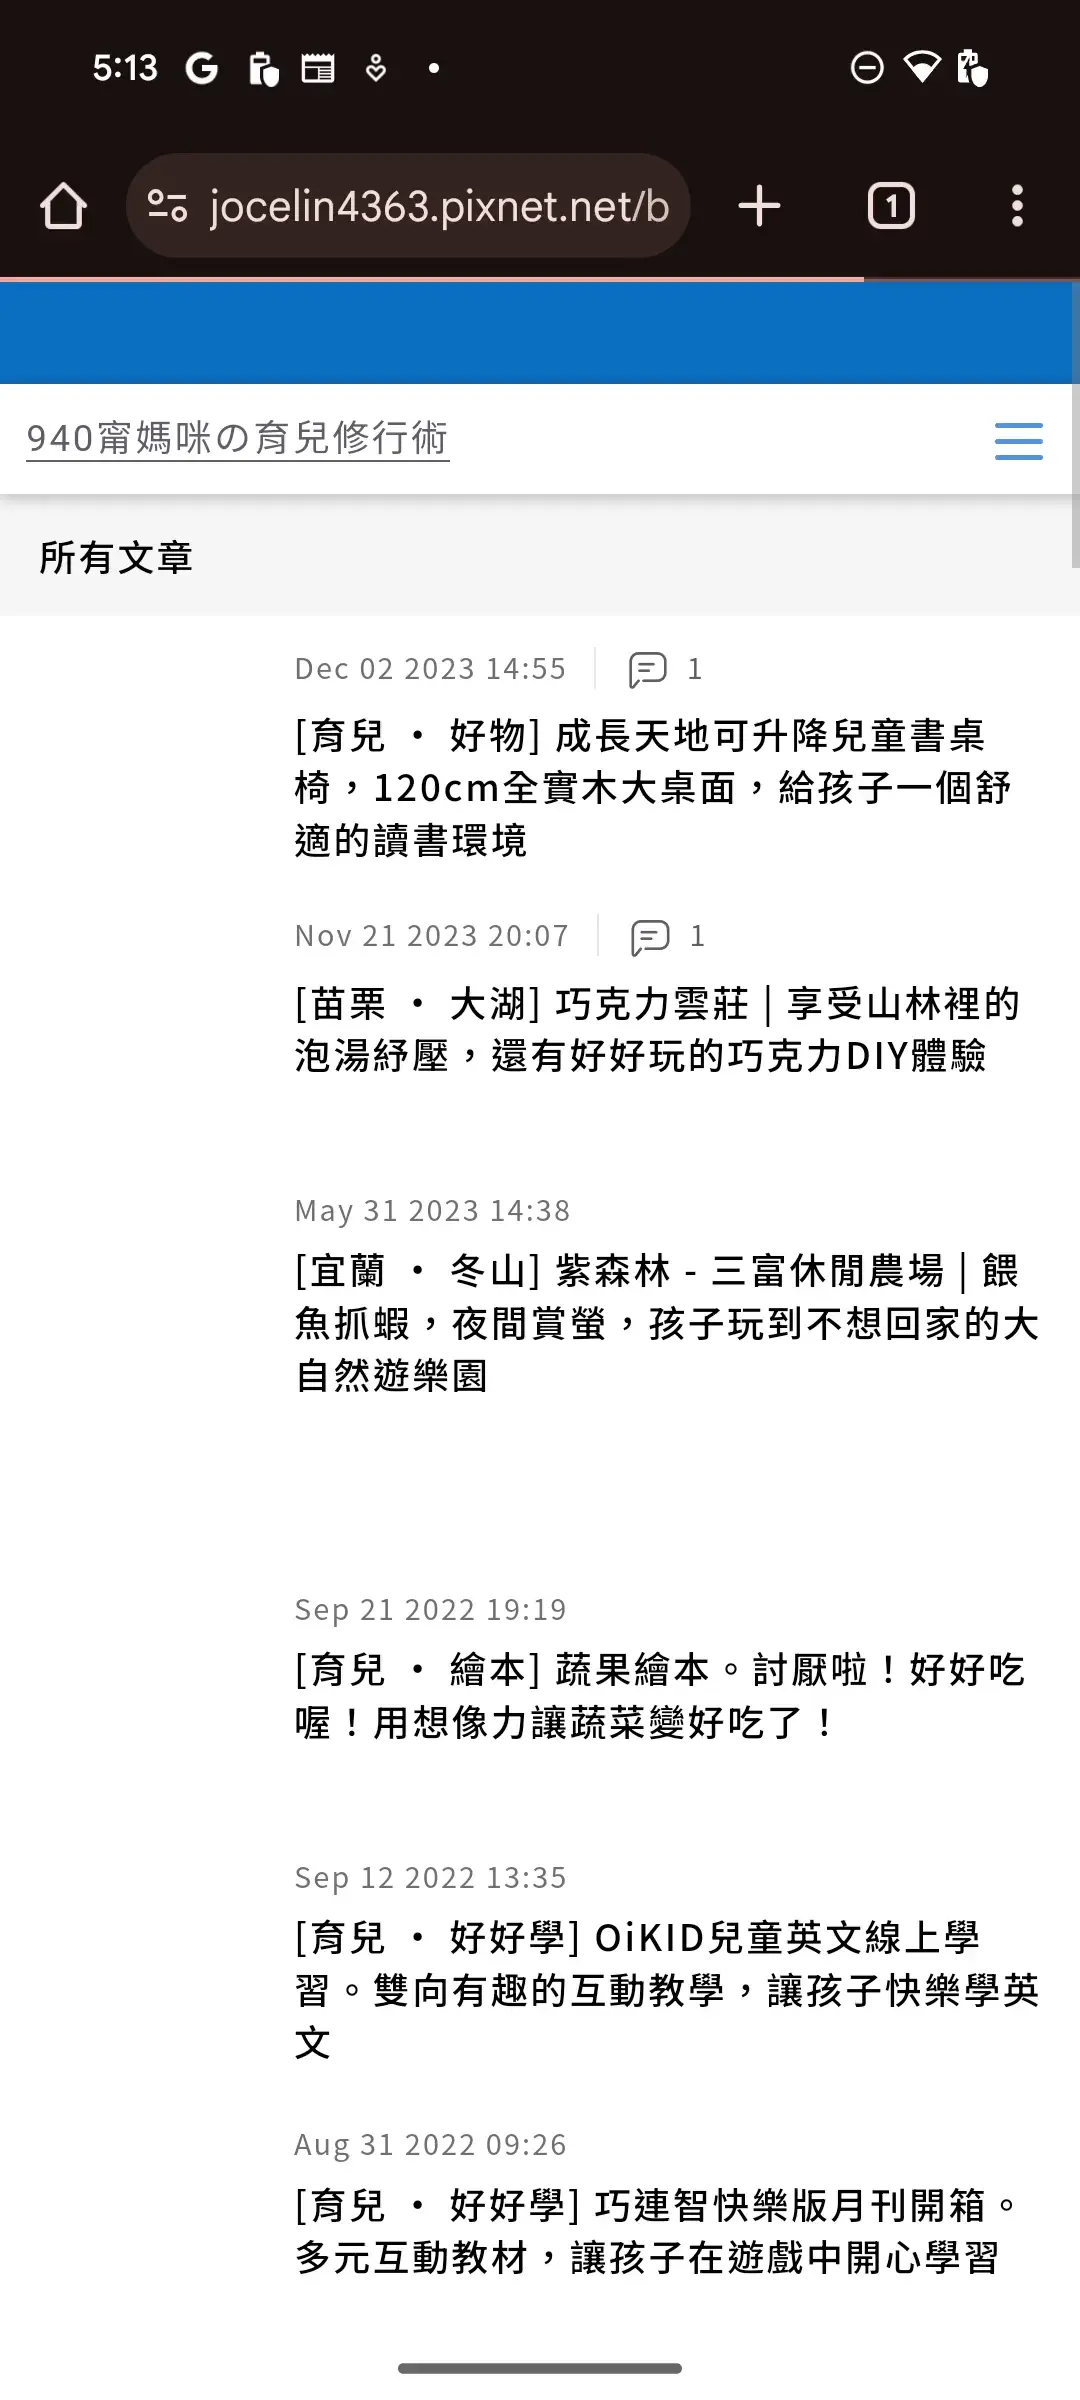 5:13
jocelin4363.pixnet.net/b
1
940甯媽咪の育兒修行術
所有文章
Dec 02 2023 14:55
1
[育兒 • 好物] 成長天地可升降兒童書桌
椅，120cm全實木大桌面，給孩子一個舒
適的讀書環境
Nov 21 2023 20:07
1
[苗栗 • 大湖] 巧克力雲莊 | 享受山林裡的
泡湯紓壓，還有好好玩的巧克力DIY體驗
May 31 2023 14:38
[宜蘭 • 冬山] 紫森林 - 三富休閒農場 | 餵
魚抓蝦，夜間賞螢，孩子玩到不想回家的大
自然遊樂園
Sep 21 2022 19:19
[育兒 • 繪本] 蔬果繪本。討厭啦！好好吃
喔！用想像力讓蔬菜變好吃了！
Sep 12 2022 13:35
[育兒 • 好好學] OiKID兒童英文線上學
習。雙向有趣的互動教學，讓孩子快樂學英
文
Aug 31 2022 09:26
[育兒 • 好好學] 巧連智快樂版月刊開箱。
多元互動教材，讓孩子在遊戲中開心學習